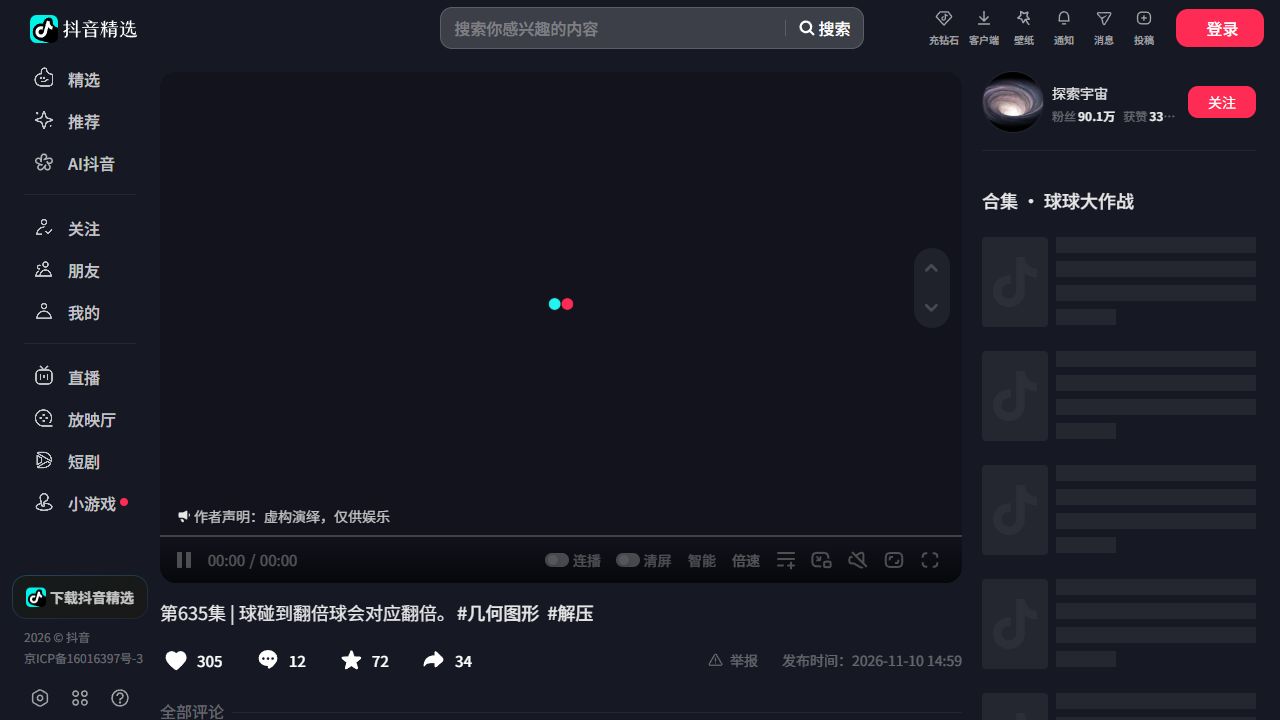 抖音精选
搜索你感兴趣的内容
搜索
充钻石
客户端
壁纸
通知
消息
投稿
登录
精选
推荐
AI抖音
关注
朋友
我的
直播
放映厅
短剧
小游戏
下载抖音精选
2026 © 抖音
京ICP备16016397号-3
作者声明：虚构演绎，仅供娱乐
00:00 / 00:00
连播
清屏
智能
倍速
第635集 | 球碰到翻倍球会对应翻倍。#几何图形 #解压
305
12
72
34
举报
发布时间：2026-11-10 14:59
全部评论
探索宇宙
粉丝90.1万 获赞33…
关注
合集 · 球球大作战